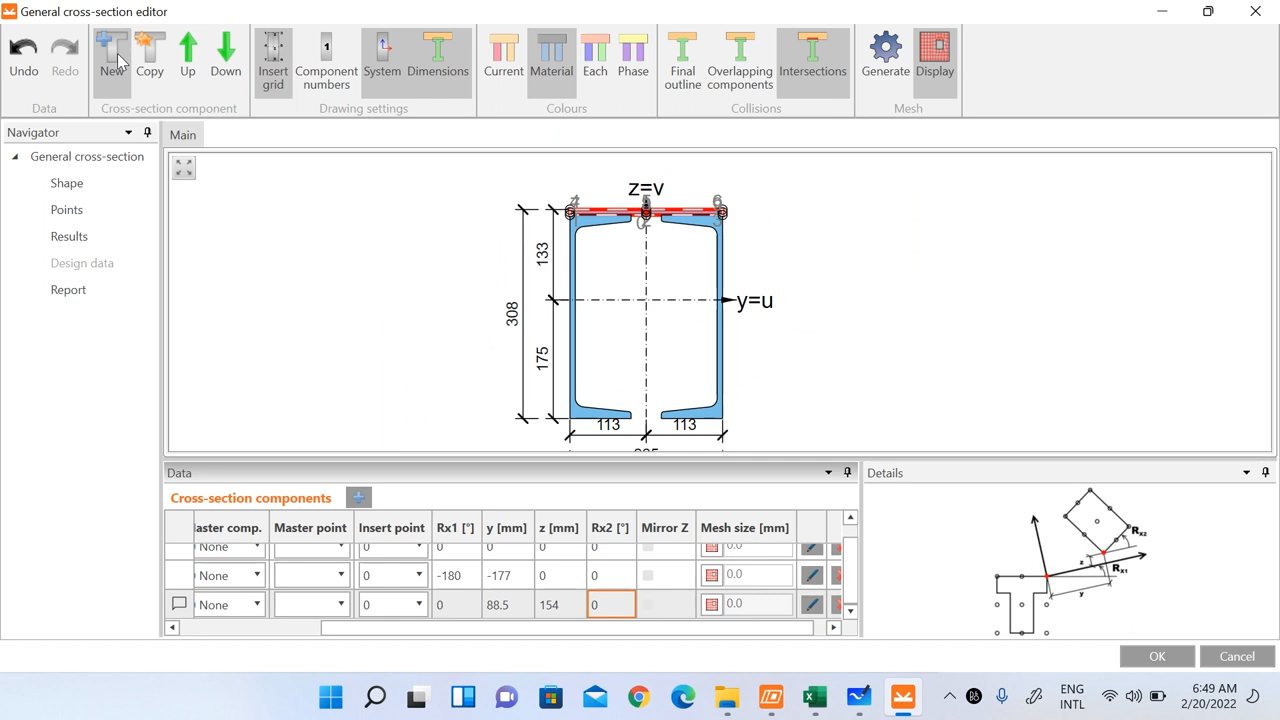 General cross-section editor
Undo Redo New Copy Up Down Insert grid Component numbers System Dimensions Current Material Each Phase Final outline Overlapping components Intersections Generate Display
Data Cross-section component Drawing settings Colours Collisions Mesh
Navigator
Main
General cross-section
Shape
Points
Results
Design data
Report
z=v
6
133
y=u
308
175
113 113
Data
Details
Cross-section components
aster comp. Master point Insert point Rx1 [°] y [mm] z [mm] Rx2 [°] Mirror Z Mesh size [mm]
None 0 0 0 0 0 0.0
None 0 -180 -177 0 0 0.0
None 0 0 88.5 154 0 0.0
Rx2
z
Rx1
y
OK Cancel
ENG
INTL
6:49 AM
2/20/2022